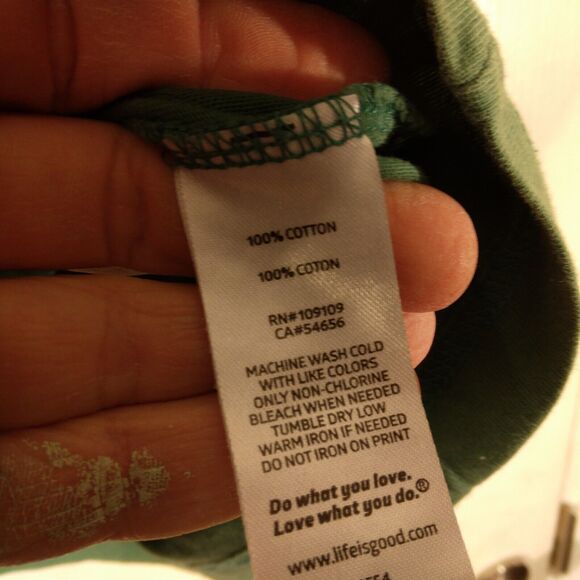 100% COTTON
100% COTON
RN#109109
CA#54656
MACHINE WASH COLD
WITH LIKE COLORS
ONLY NON-CHLORINE
BLEACH WHEN NEEDED
TUMBLE DRY LOW
WARM IRON IF NEEDED
DO NOT IRON ON PRINT
Do what you love.
Love what you do.®
www.lifeisgood.com